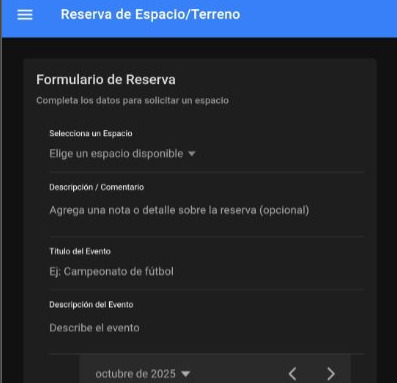 Reserva de Espacio/Terreno
Formulario de Reserva
Completa los datos para solicitar un espacio
Selecciona un Espacio
Elige un espacio disponible
Descripción / Comentario
Agrega una nota o detalle sobre la reserva (opcional)
Título del Evento
Ej: Campeonato de fútbol
Descripción del Evento
Describe el evento
octubre de 2025